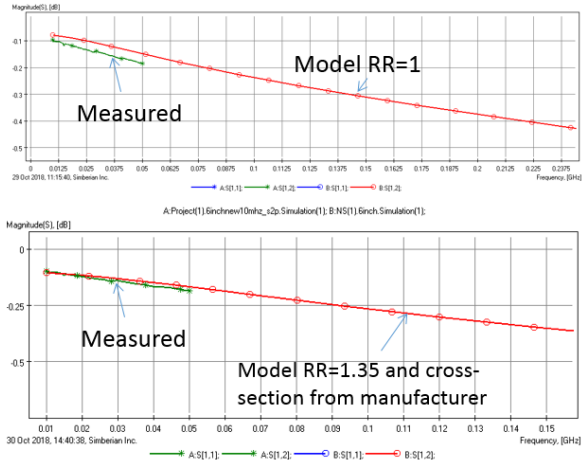 Magnitude(S), [dB]
-0.1
-0.2
-0.3
-0.4
-0.5
Model RR=1
Measured
0 0.0125 0.025 0.0375 0.05 0.0625 0.075 0.0875 0.1 0.1125 0.125 0.1375 0.15 0.1625 0.175 0.1875 0.2 0.2125 0.225 0.2375
29 Oct 2018, 11:15:40, Simberian Inc. Frequency, [GHz]
A:S[1,1]; A:S[1,2]; B:S[1,1]; B:S[1,2];
A:Project(1).6inchnew10mhz_s2p.Simulation(1); B:NS(1).6inch.Simulation(1);
Magnitude(S), [dB]
0
-0.25
-0.5
Measured
Model RR=1.35 and cross-
section from manufacturer
0.01 0.02 0.03 0.04 0.05 0.06 0.07 0.08 0.09 0.1 0.11 0.12 0.13 0.14 0.15
30 Oct 2018, 14:40:38, Simberian Inc. Frequency, [GHz]
A:S[1,1]; A:S[1,2]; B:S[1,1]; B:S[1,2];